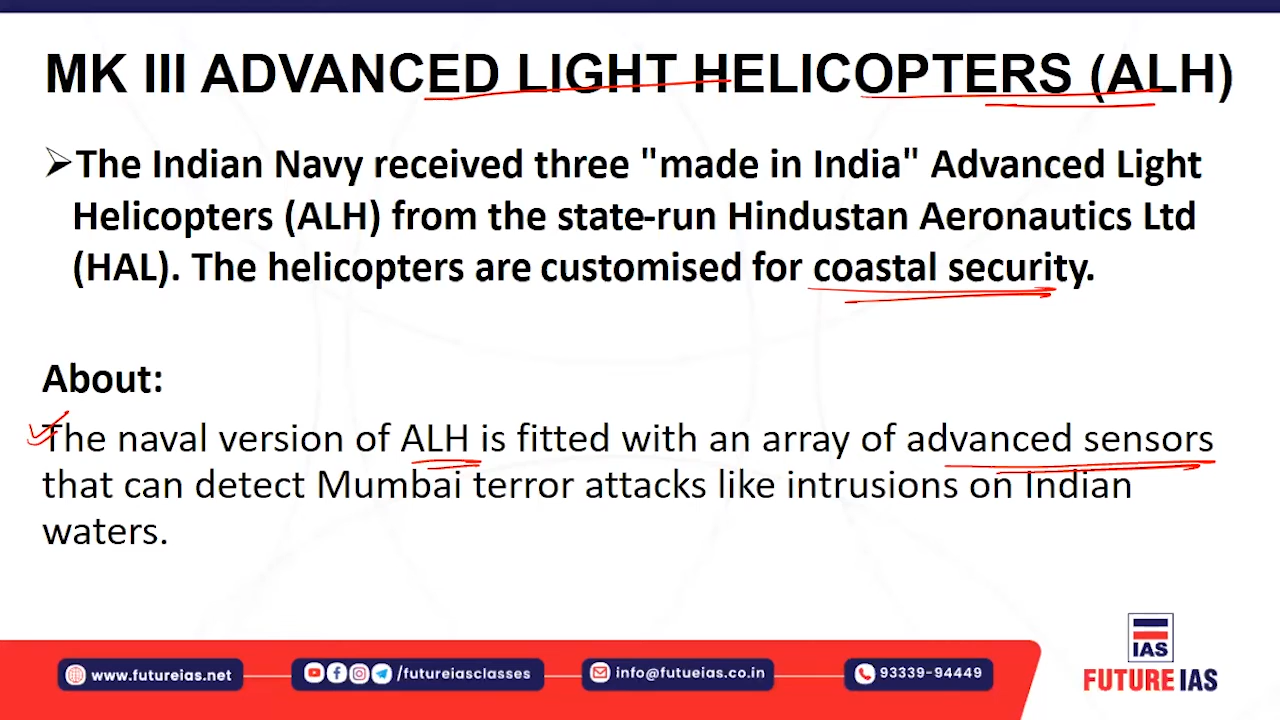 MK III ADVANCED LIGHT HELICOPTERS (ALH)
➢The Indian Navy received three "made in India" Advanced Light
Helicopters (ALH) from the state-run Hindustan Aeronautics Ltd
(HAL). The helicopters are customised for coastal security.
About:
The naval version of ALH is fitted with an array of advanced sensors
that can detect Mumbai terror attacks like intrusions on Indian
waters.
IAS
FUTURE IAS
www.futureias.net
/futureiasclasses
info@futueias.co.in
93339-94449